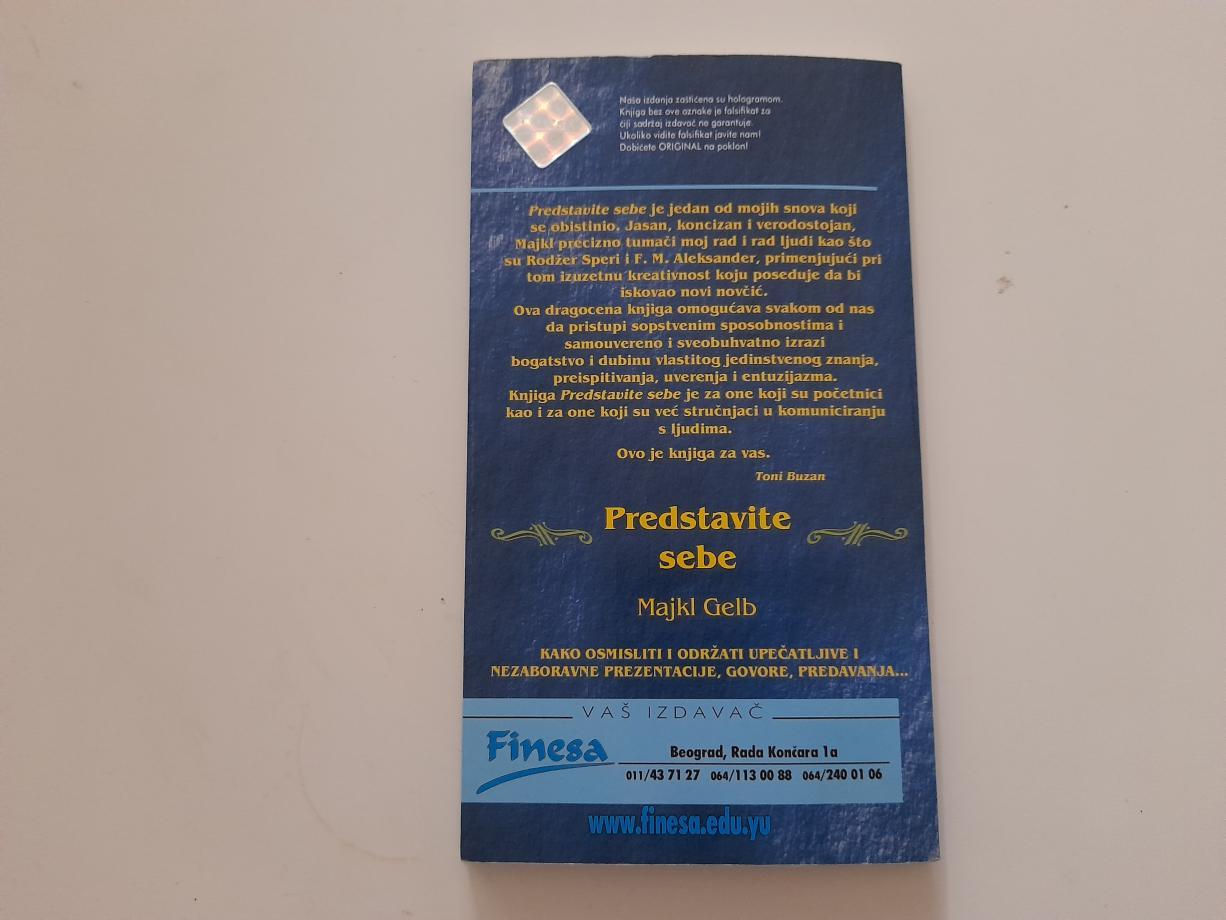 Naša izdanja zaštićena su hologramom.
Knjiga bez ove oznake je falsifikat za
čiji sadržaj izdavač ne garantuje.
Ukoliko vidite falsifikat javite nam!
Dobićete ORIGINAL na poklon!
Predstavite sebe je jedan od mojih snova koji
se obistinio. Jasan, koncizan i verodostojan,
Majkl precizno tumači moj rad i rad ljudi kao što
su Rodžer Speri i F. M. Aleksander, primenjujući pri
tom izuzetnu kreativnost koju poseduje da bi
iskovao novi novčić.
Ova dragocena knjiga omogućava svakom od nas
da pristupi sopstvenim sposobnostima i
samouvereno i sveobuhvatno izrazi
bogatstvo i dubinu vlastitog jedinstvenog znanja,
preispitivanja, uverenja i entuzijazma.
Knjiga Predstavite sebe je za one koji su početnici
kao i za one koji su već stručnjaci u komuniciranju
s ljudima.
Ovo je knjiga za vas.
Toni Buzan
Predstavite
sebe
Majkl Gelb
KAKO OSMISLITI I ODRŽATI UPEČATLJIVE I
NEZABORAVNE PREZENTACIJE, GOVORE, PREDAVANJA...
VAŠ IZDAVAČ
Finesa
Beograd, Rada Končara 1a
011/43 71 27 064/113 00 88 064/240 01 06
www.finesa.edu.yu